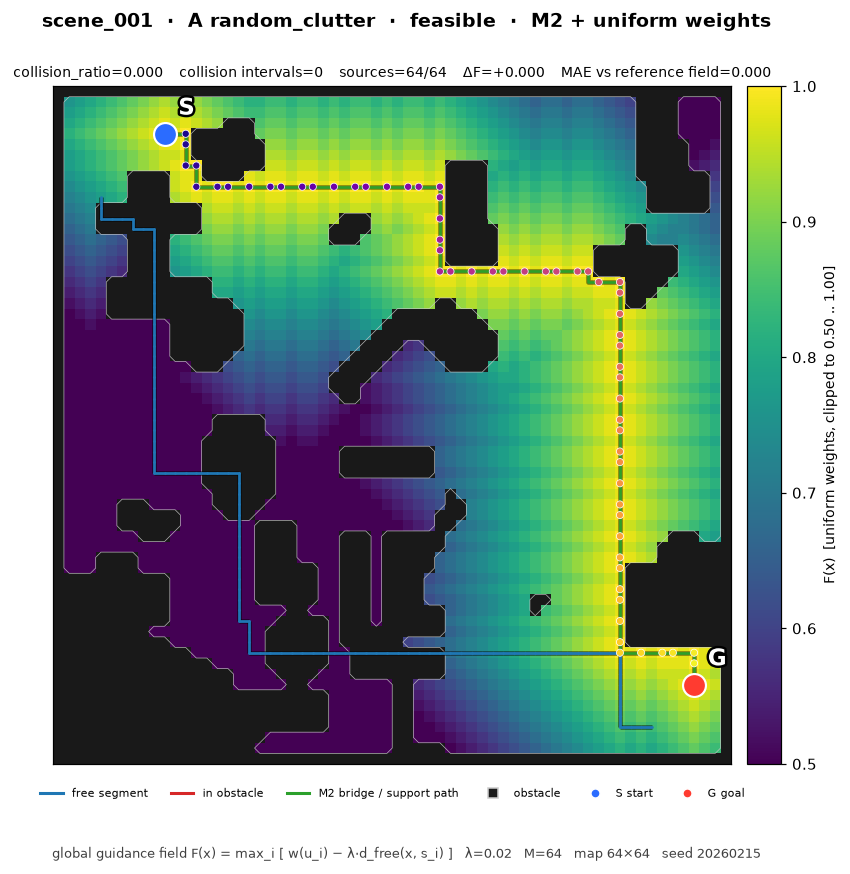 scene_001 · A random_clutter · feasible · M2 + uniform weights
collision_ratio=0.000 collision intervals=0 sources=64/64 ΔF=+0.000 MAE vs reference field=0.000
S
G
1.0
0.9
0.8
0.7
0.6
0.5
F(x) [uniform weights, clipped to 0.50 .. 1.00]
free segment
in obstacle
M2 bridge / support path
obstacle
S start
G goal
global guidance field F(x) = max_i [ w(u_i) − λ·d_free(x, s_i) ] λ=0.02 M=64 map 64×64 seed 20260215